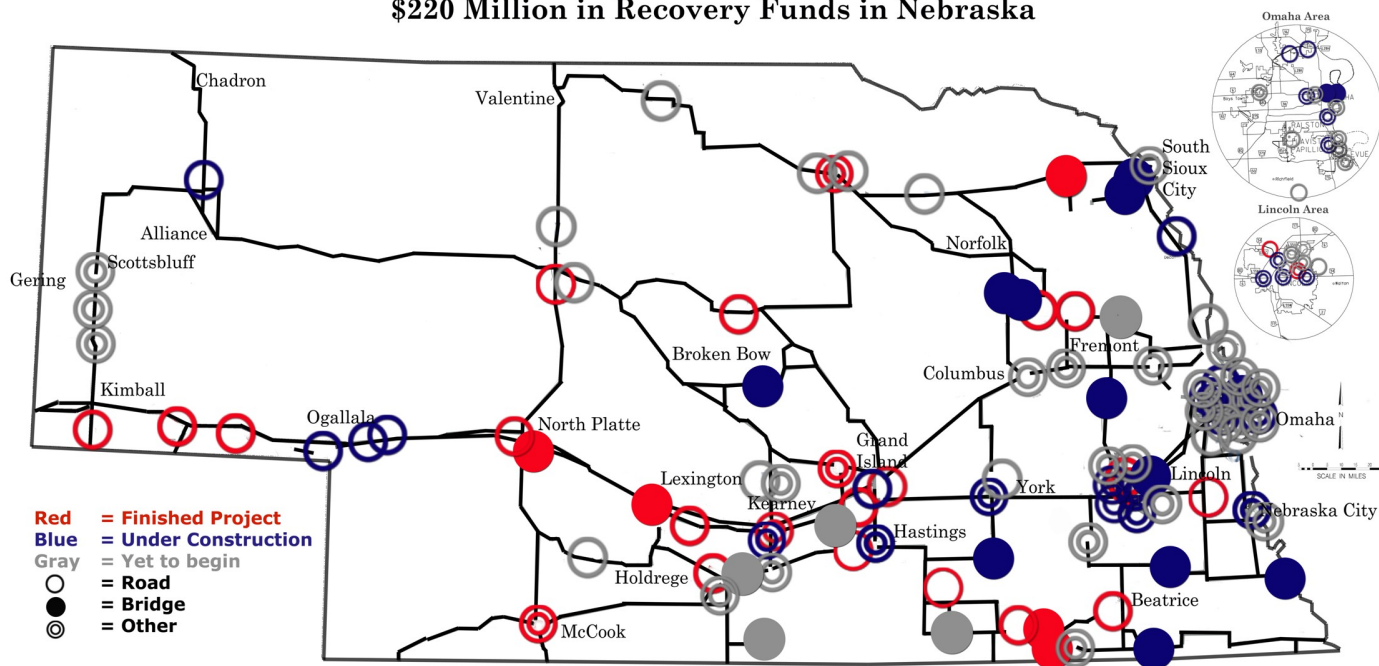 $220 Million in Recovery Funds in Nebraska
Omaha Area
Chadron
Valentine
South
Sioux
City
Lincoln Area
Alliance
Norfolk
Scottsbluff
Gering
Broken Bow
Fremont
Columbus
Kimball
Ogallala
North Platte
Omaha
Grand
Island
Lexington
Lincoln
SCALE IN MILES
N
York
Kearney
Nebraska City
Hastings
Holdrege
Beatrice
McCook
Red = Finished Project
Blue = Under Construction
Gray = Yet to begin
= Road
= Bridge
= Other